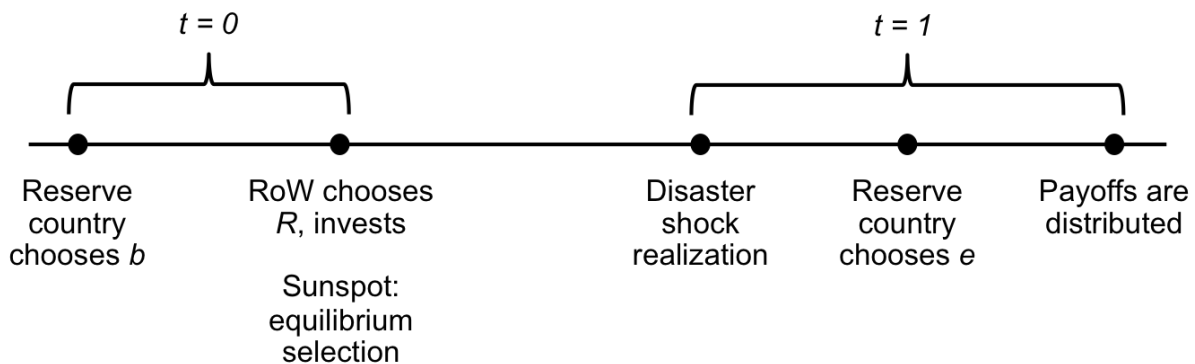 t = 0
t = 1
Reserve
country
chooses b
RoW chooses
R, invests
Sunspot:
equilibrium
selection
Disaster
shock
realization
Reserve
country
chooses e
Payoffs are
distributed